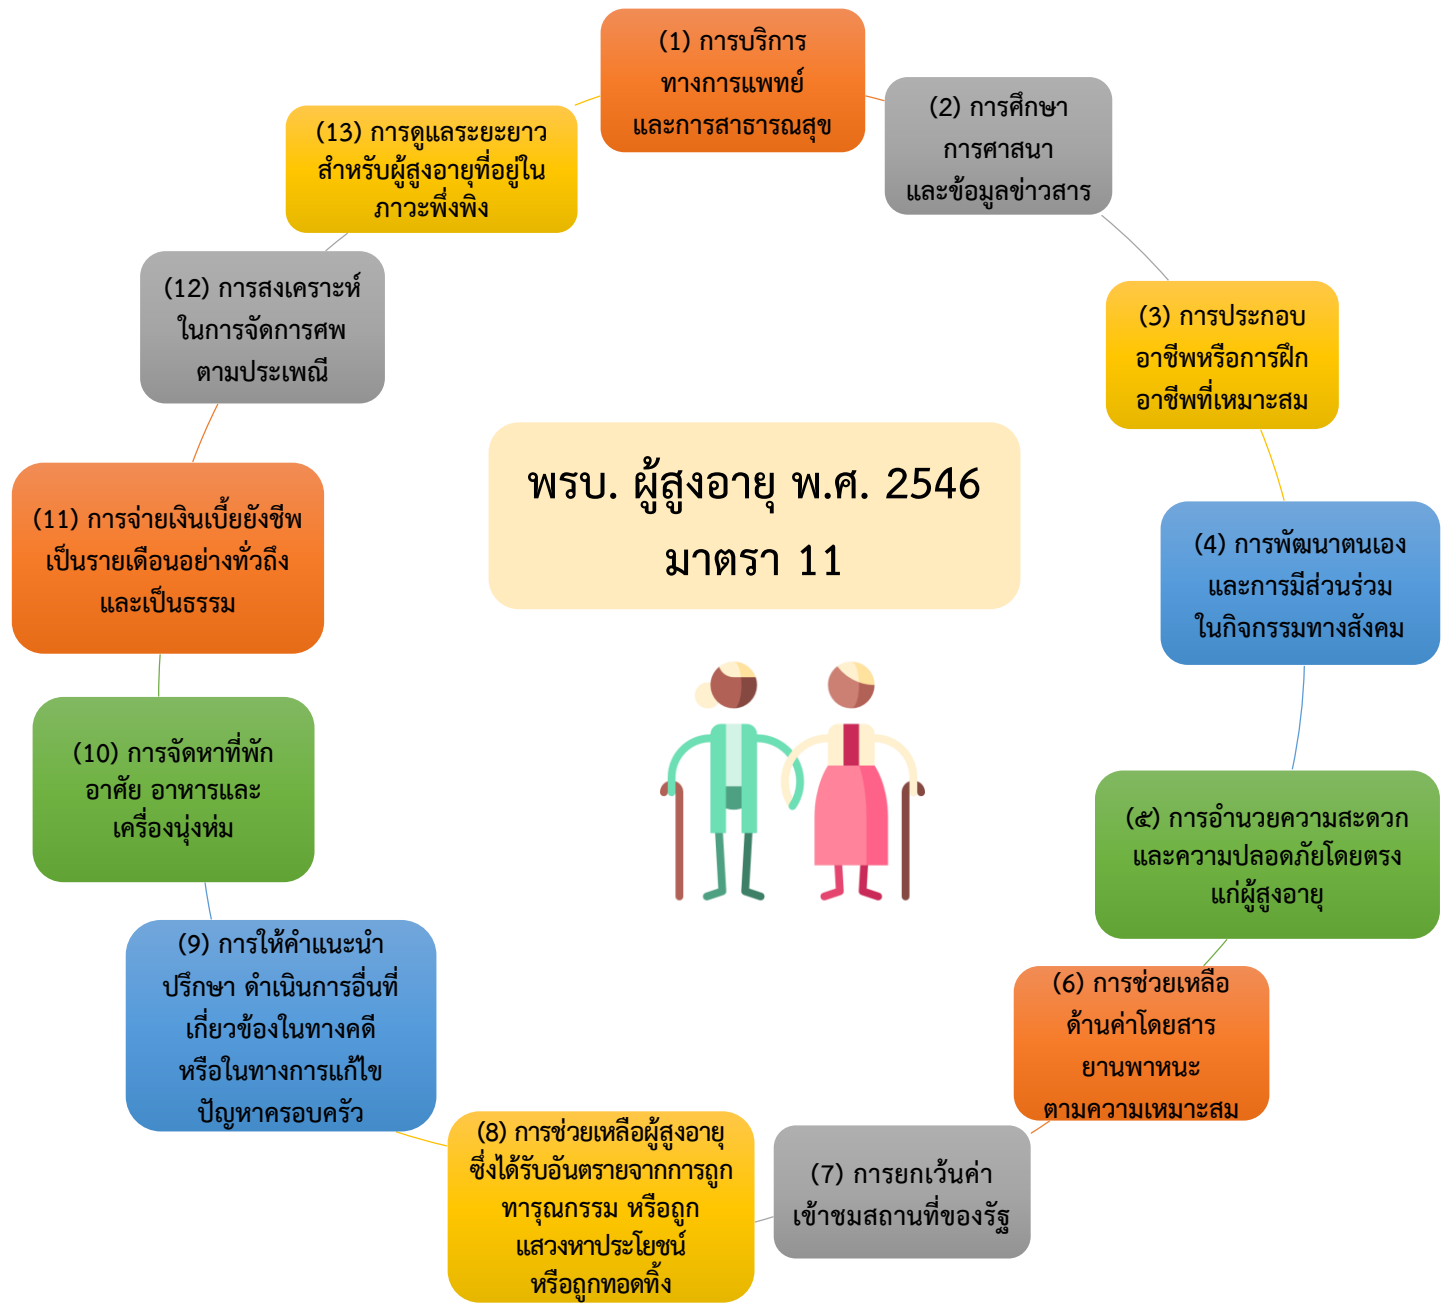 (1) การบริการ
ทางการแพทย์
และการสาธารณสุข
(2) การศึกษา
การศาสนา
และข้อมูลข่าวสาร
(3) การประกอบ
อาชีพหรือการฝึก
อาชีพที่เหมาะสม
(4) การพัฒนาตนเอง
และการมีส่วนร่วม
ในกิจกรรมทางสังคม
(๕) การอำนวยความสะดวก
และความปลอดภัยโดยตรง
แก่ผู้สูงอายุ
(6) การช่วยเหลือ
ด้านค่าโดยสาร
ยานพาหนะ
ตามความเหมาะสม
(7) การยกเว้นค่า
เข้าชมสถานที่ของรัฐ
(8) การช่วยเหลือผู้สูงอายุ
ซึ่งได้รับอันตรายจากการถูก
ทารุณกรรม หรือถูก
แสวงหาประโยชน์
หรือถูกทอดทิ้ง
(9) การให้คำแนะนำ
ปรึกษา ดำเนินการอื่นที่
เกี่ยวข้องในทางคดี
หรือในทางการแก้ไข
ปัญหาครอบครัว
(10) การจัดหาที่พัก
อาศัย อาหารและ
เครื่องนุ่งห่ม
(11) การจ่ายเงินเบี้ยยังชีพ
เป็นรายเดือนอย่างทั่วถึง
และเป็นธรรม
(12) การสงเคราะห์
ในการจัดการศพ
ตามประเพณี
(13) การดูแลระยะยาว
สำหรับผู้สูงอายุที่อยู่ใน
ภาวะพึ่งพิง
พรบ. ผู้สูงอายุ พ.ศ. 2546
มาตรา 11